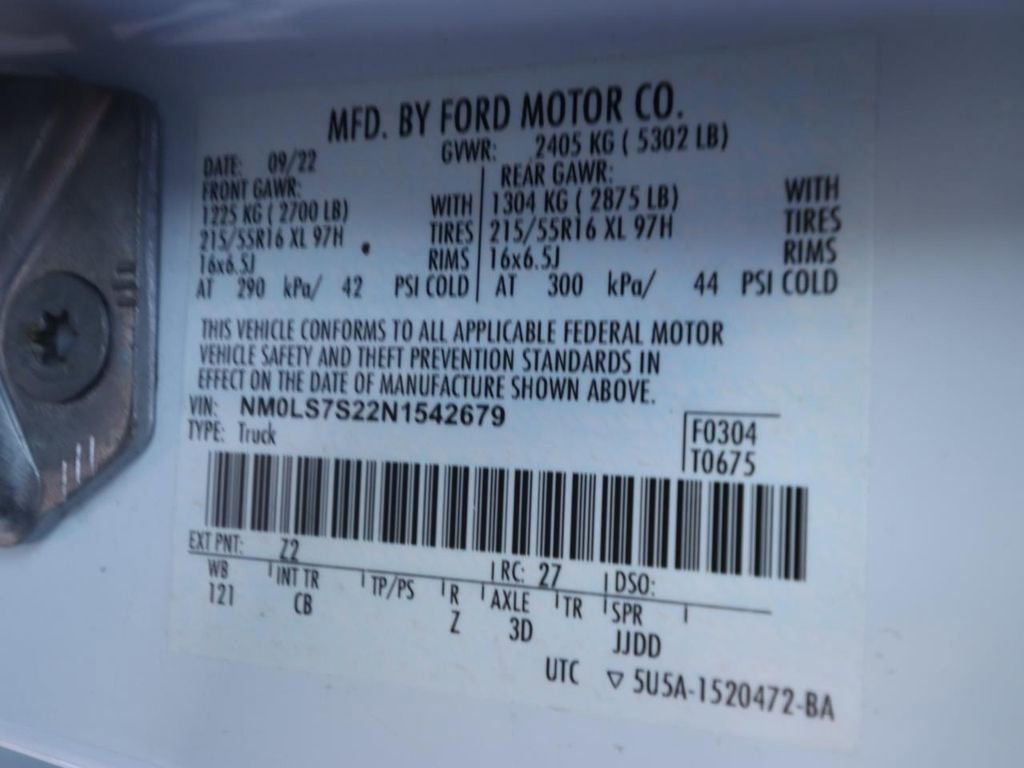 MFD. BY FORD MOTOR CO.
DATE: 09/22 GVWR: 2405 KG ( 5302 LB)
FRONT GAWR: REAR GAWR:
1225 KG ( 2700 LB) WITH 1304 KG ( 2875 LB) WITH
215/55R16 XL 97H TIRES 215/55R16 XL 97H TIRES
16x6.5J RIMS 16x6.5J RIMS
AT 290 kPa/ 42 PSI COLD AT 300 kPa/ 44 PSI COLD
THIS VEHICLE CONFORMS TO ALL APPLICABLE FEDERAL MOTOR
VEHICLE SAFETY AND THEFT PREVENTION STANDARDS IN
EFFECT ON THE DATE OF MANUFACTURE SHOWN ABOVE.
VIN: NM0LS7S22N1542679
TYPE: Truck
F0304
T0675
EXT PNT: Z2 RC: 27 DSO:
WB INT TR TP/PS R AXLE TR SPR
121 CB Z 3D JJDD
UTC ▽ 5U5A-1520472-BA